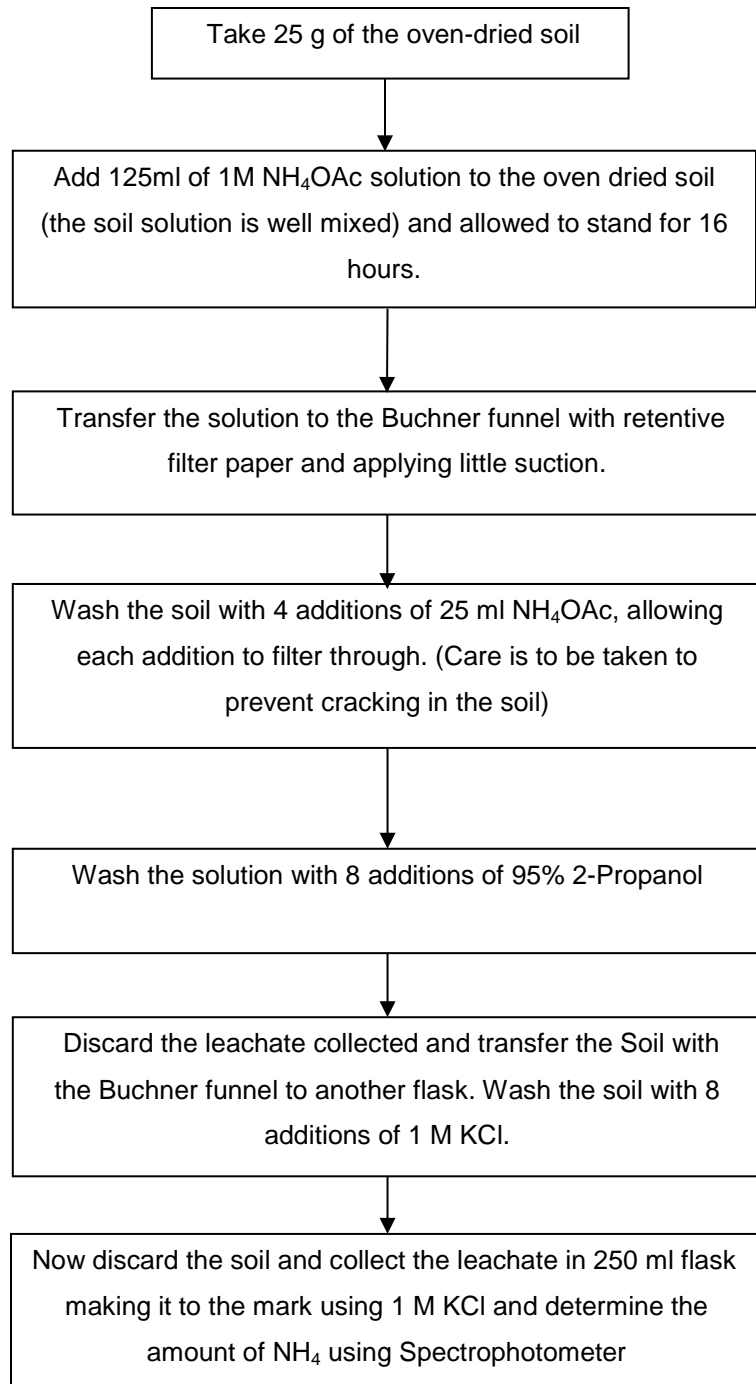 Take 25 g of the oven-dried soil
Add 125ml of 1M NH₄OAc solution to the oven dried soil
(the soil solution is well mixed) and allowed to stand for 16
hours.
Transfer the solution to the Buchner funnel with retentive
filter paper and applying little suction.
Wash the soil with 4 additions of 25 ml NH₄OAc, allowing
each addition to filter through. (Care is to be taken to
prevent cracking in the soil)
Wash the solution with 8 additions of 95% 2-Propanol
Discard the leachate collected and transfer the Soil with
the Buchner funnel to another flask. Wash the soil with 8
additions of 1 M KCl.
Now discard the soil and collect the leachate in 250 ml flask
making it to the mark using 1 M KCl and determine the
amount of NH₄ using Spectrophotometer